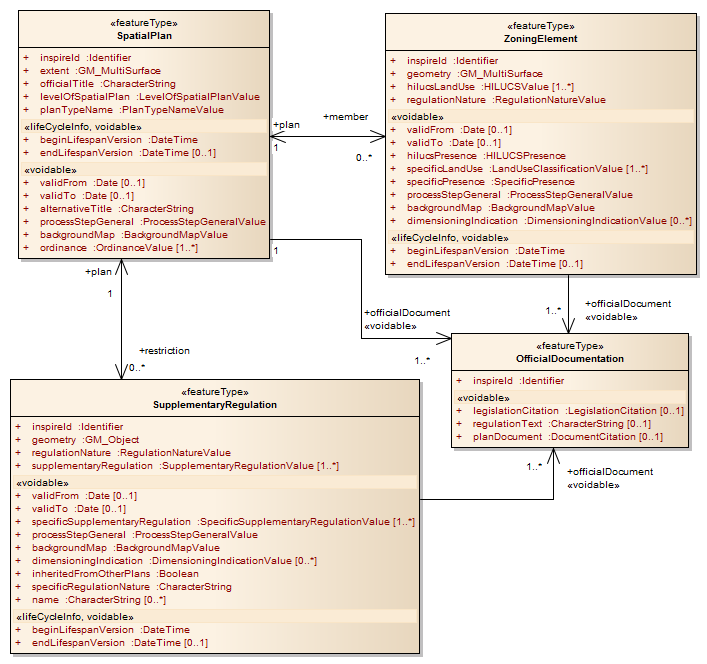 «featureType»
SpatialPlan
+ inspireId :Identifier
+ extent :GM_MultiSurface
+ officialTitle :CharacterString
+ levelOfSpatialPlan :LevelOfSpatialPlanValue
+ planTypeName :PlanTypeNameValue
«lifeCycleInfo, voidable»
+ beginLifespanVersion :DateTime
+ endLifespanVersion :DateTime [0..1]
«voidable»
+ validFrom :Date [0..1]
+ validTo :Date [0..1]
+ alternativeTitle :CharacterString
+ processStepGeneral :ProcessStepGeneralValue
+ backgroundMap :BackgroundMapValue
+ ordinance :OrdinanceValue [1..*]
+plan
1
+member
0..*
«featureType»
ZoningElement
+ inspireId :Identifier
+ geometry :GM_MultiSurface
+ hilucsLandUse :HILUCSValue [1..*]
+ regulationNature :RegulationNatureValue
«voidable»
+ validFrom :Date [0..1]
+ validTo :Date [0..1]
+ hilucsPresence :HILUCSPresence
+ specificLandUse :LandUseClassificationValue [1..*]
+ specificPresence :SpecificPresence
+ processStepGeneral :ProcessStepGeneralValue
+ backgroundMap :BackgroundMapValue
+ dimensioningIndication :DimensioningIndicationValue [0..*]
«lifeCycleInfo, voidable»
+ beginLifespanVersion :DateTime
+ endLifespanVersion :DateTime [0..1]
1
+officialDocument
«voidable»
1..*
+officialDocument
«voidable»
1..*
+plan
1
+restriction
0..*
«featureType»
OfficialDocumentation
+ inspireId :Identifier
«voidable»
+ legislationCitation :LegislationCitation [0..1]
+ regulationText :CharacterString [0..1]
+ planDocument :DocumentCitation [0..1]
1..*
+officialDocument
«voidable»
«featureType»
SupplementaryRegulation
+ inspireId :Identifier
+ geometry :GM_Object
+ regulationNature :RegulationNatureValue
+ supplementaryRegulation :SupplementaryRegulationValue [1..*]
«voidable»
+ validFrom :Date [0..1]
+ validTo :Date [0..1]
+ specificSupplementaryRegulation :SpecificSupplementaryRegulationValue [1..*]
+ processStepGeneral :ProcessStepGeneralValue
+ backgroundMap :BackgroundMapValue
+ dimensioningIndication :DimensioningIndicationValue [0..*]
+ inheritedFromOtherPlans :Boolean
+ specificRegulationNature :CharacterString
+ name :CharacterString [0..*]
«lifeCycleInfo, voidable»
+ beginLifespanVersion :DateTime
+ endLifespanVersion :DateTime [0..1]